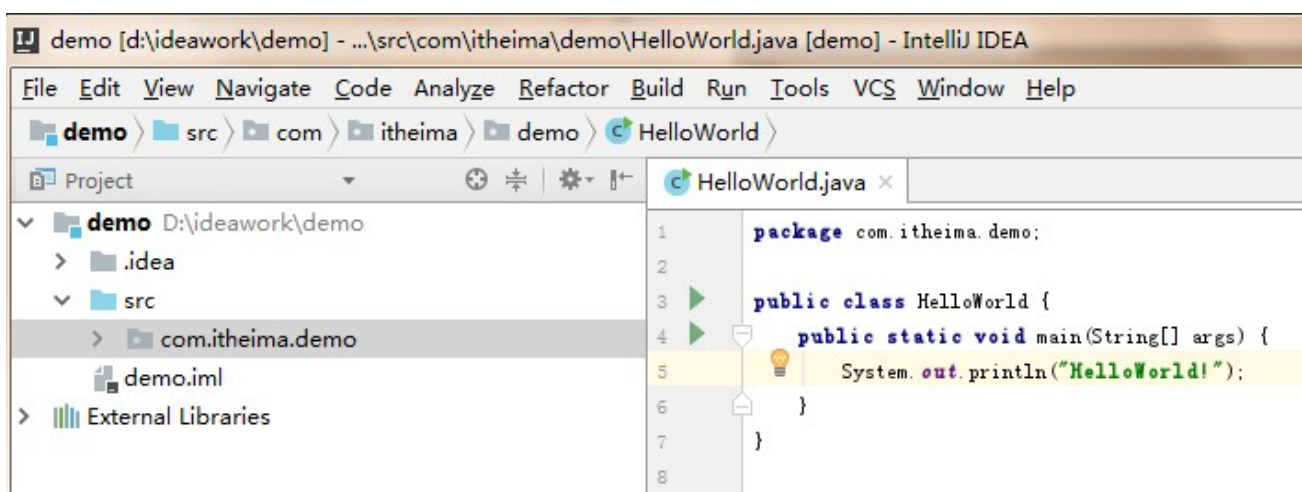 demo [d:\ideawork\demo] - ...\src\com\itheima\demo\HelloWorld.java [demo] - IntelliJ IDEA
File Edit View Navigate Code Analyze Refactor Build Run Tools VCS Window Help
demo src com itheima demo HelloWorld
Project
HelloWorld.java
demo D:\ideawork\demo
.idea
src
com.itheima.demo
demo.iml
External Libraries
1 package com.itheima.demo;
2
3 public class HelloWorld {
4 public static void main(String[] args) {
5 System.out.println("HelloWorld!");
6 }
7 }
8